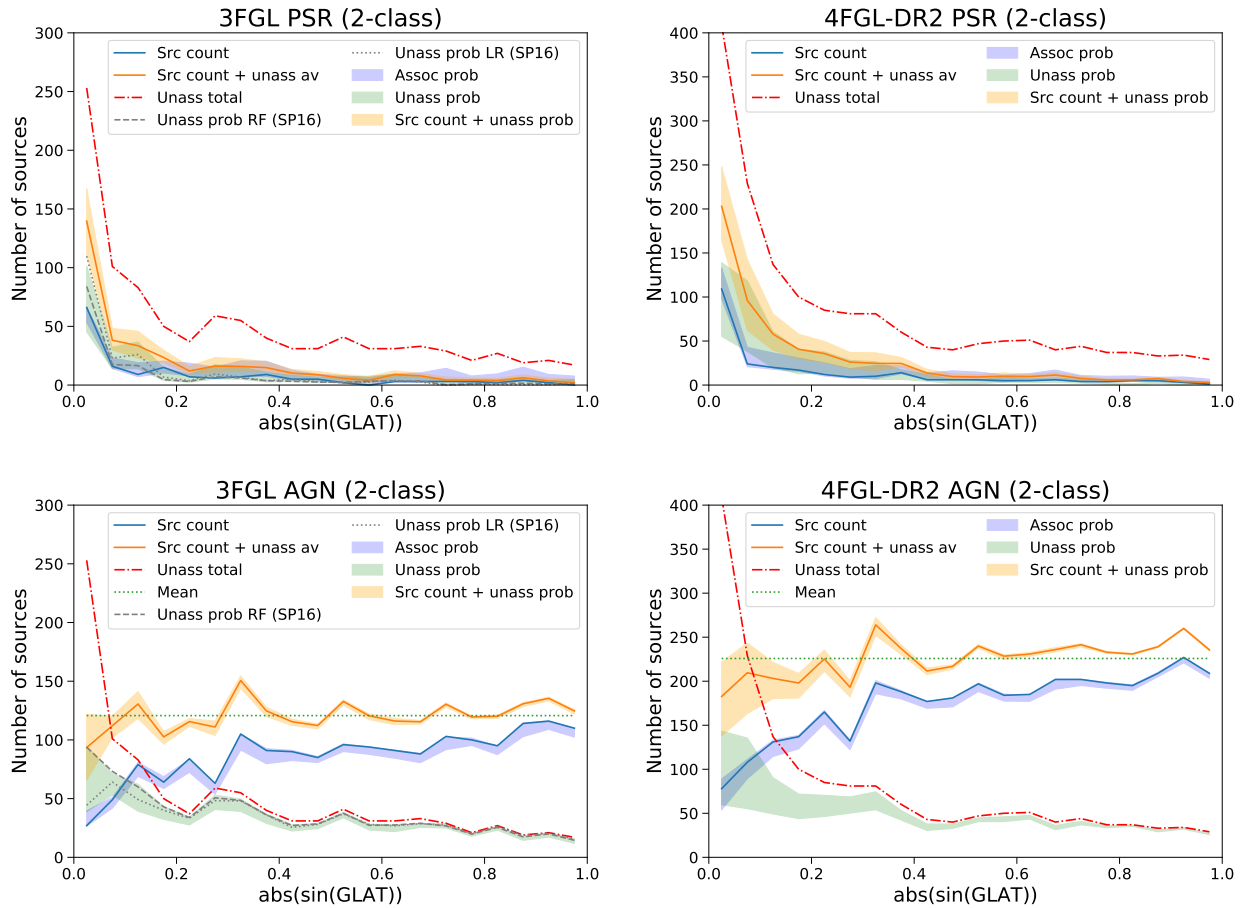 3FGL PSR (2-class)
300
250
200
150
100
50
0
Number of sources
Src count
Src count + unass av
Unass total
Unass prob RF (SP16)
Unass prob LR (SP16)
Assoc prob
Unass prob
Src count + unass prob
0.0 0.2 0.4 0.6 0.8 1.0
abs(sin(GLAT))
4FGL-DR2 PSR (2-class)
400
350
300
250
200
150
100
50
0
Number of sources
Src count
Src count + unass av
Unass total
Assoc prob
Unass prob
Src count + unass prob
0.0 0.2 0.4 0.6 0.8 1.0
abs(sin(GLAT))
3FGL AGN (2-class)
300
250
200
150
100
50
0
Number of sources
Src count
Src count + unass av
Unass total
Mean
Unass prob RF (SP16)
Unass prob LR (SP16)
Assoc prob
Unass prob
Src count + unass prob
0.0 0.2 0.4 0.6 0.8 1.0
abs(sin(GLAT))
4FGL-DR2 AGN (2-class)
400
350
300
250
200
150
100
50
0
Number of sources
Src count
Src count + unass av
Unass total
Mean
Assoc prob
Unass prob
Src count + unass prob
0.0 0.2 0.4 0.6 0.8 1.0
abs(sin(GLAT))